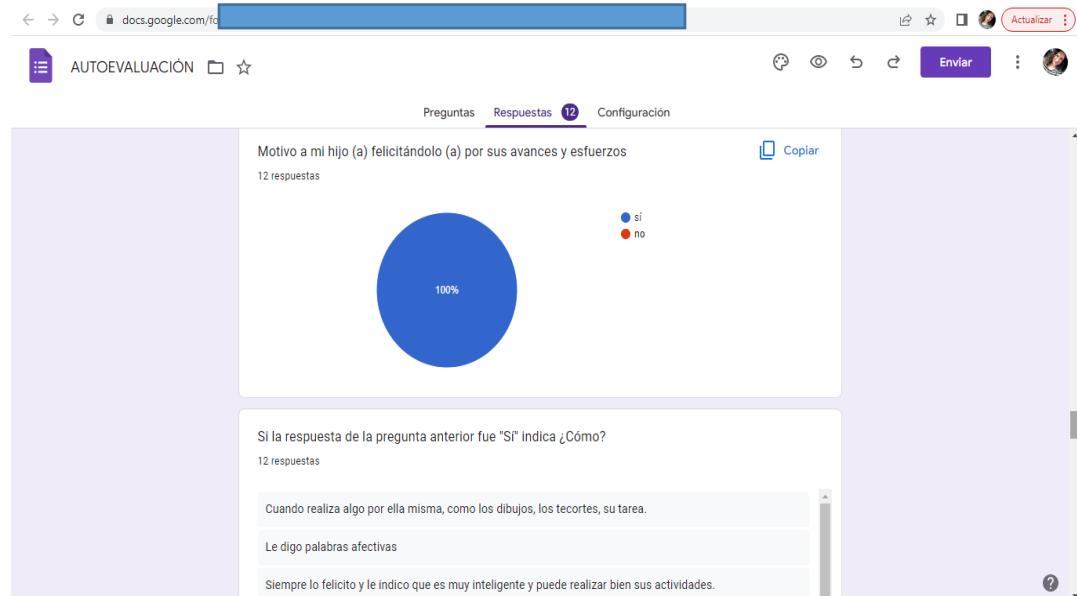 docs.google.com/fo
Actualizar
AUTOEVALUACIÓN
Enviar
Preguntas Respuestas 12 Configuración
Motivo a mi hijo (a) felicitándolo (a) por sus avances y esfuerzos
Copiar
12 respuestas
sí
no
100%
Si la respuesta de la pregunta anterior fue "Sí" indica ¿Cómo?
12 respuestas
Cuando realiza algo por ella misma, como los dibujos, los tecortes, su tarea.
Le digo palabras afectivas
Siempre lo felicito y le indico que es muy inteligente y puede realizar bien sus actividades.